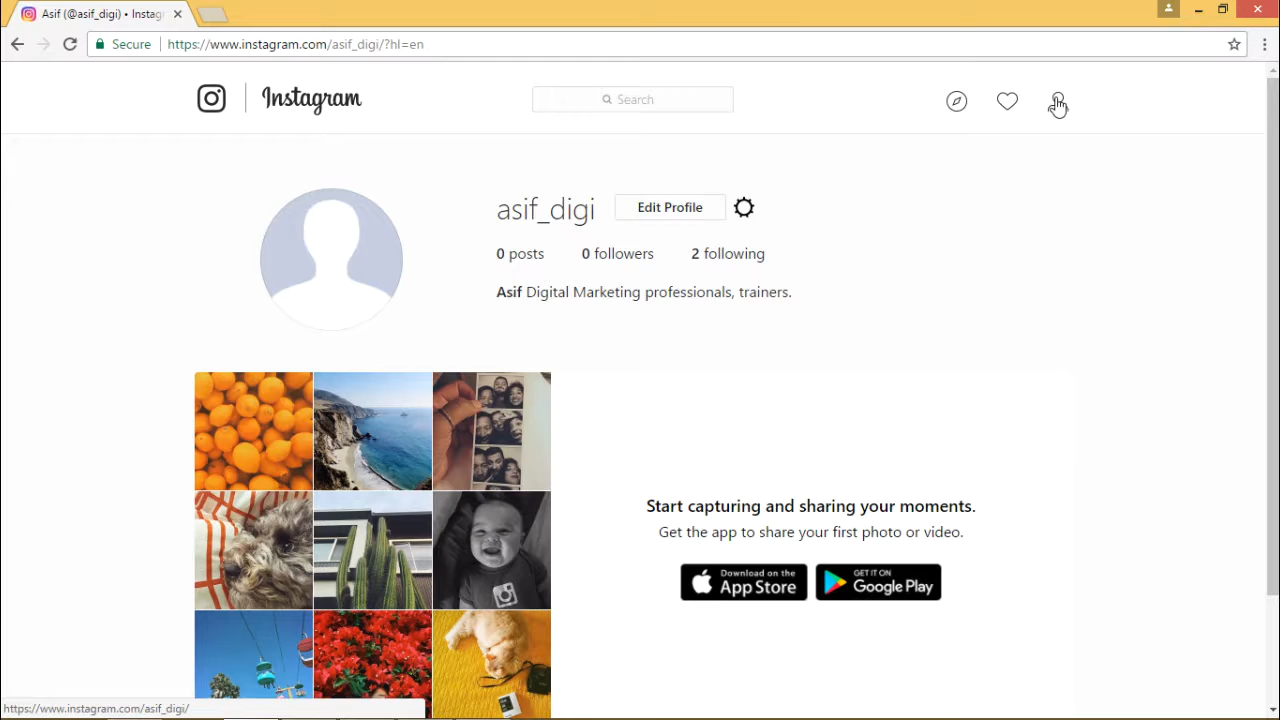 Asif (@asif_digi) • Instagr
Secure
https://www.instagram.com/asif_digi/?hl=en
Instagram
Search
asif_digi
Edit Profile
0 posts
0 followers
2 following
Asif Digital Marketing professionals, trainers.
Start capturing and sharing your moments.
Get the app to share your first photo or video.
Download on the
App Store
GET IT ON
Google Play
https://www.instagram.com/asif_digi/